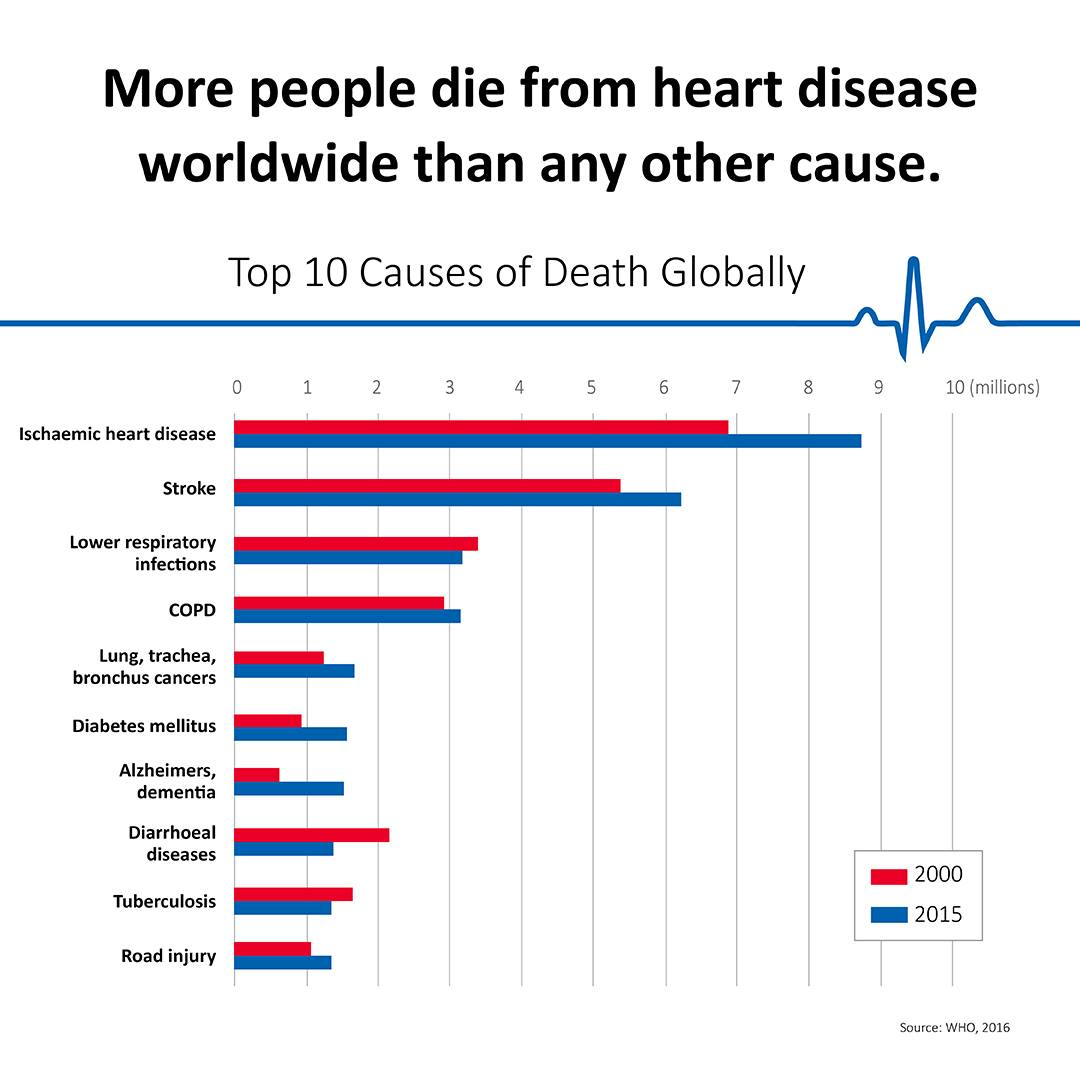 More people die from heart disease
worldwide than any other cause.
Top 10 Causes of Death Globally
0 1 2 3 4 5 6 7 8 9 10 (millions)
Ischaemic heart disease
Stroke
Lower respiratory
infections
COPD
Lung, trachea,
bronchus cancers
Diabetes mellitus
Alzheimers,
dementia
Diarrhoeal
diseases
Tuberculosis
Road injury
2000
2015
Source: WHO, 2016